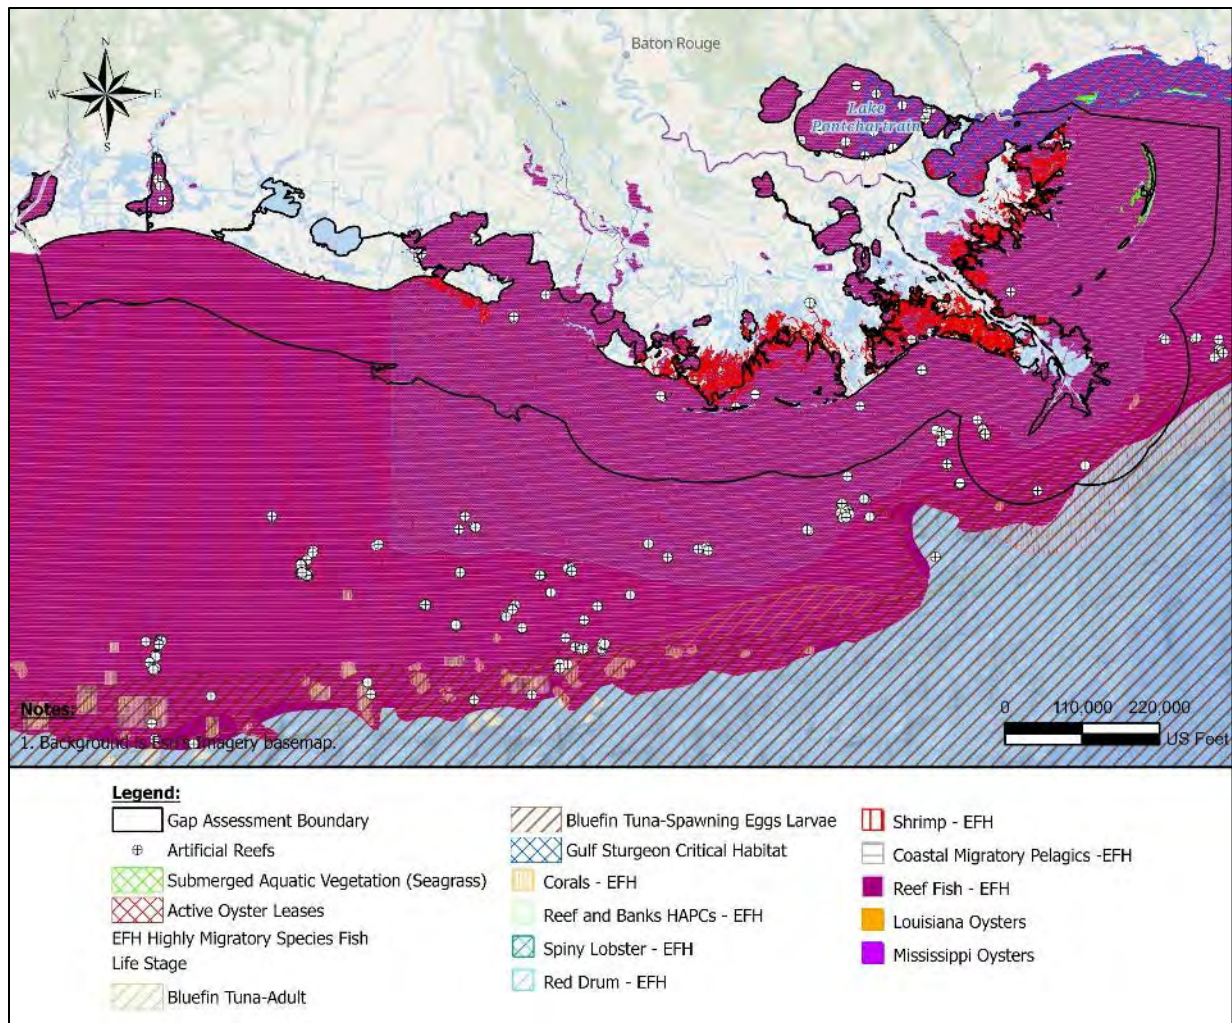 N
W E
S
Baton Rouge
Lake
Pontchartrain
Notes:
1. Background is Esri's Imagery basemap.
0 110,000 220,000
US Feet
Legend:
Gap Assessment Boundary
Artificial Reefs
Submerged Aquatic Vegetation (Seagrass)
Active Oyster Leases
EFH Highly Migratory Species Fish
Life Stage
Bluefin Tuna-Adult
Bluefin Tuna-Spawning Eggs Larvae
Gulf Sturgeon Critical Habitat
Corals - EFH
Reef and Banks HAPCs - EFH
Spiny Lobster - EFH
Red Drum - EFH
Shrimp - EFH
Coastal Migratory Pelagics -EFH
Reef Fish - EFH
Louisiana Oysters
Mississippi Oysters